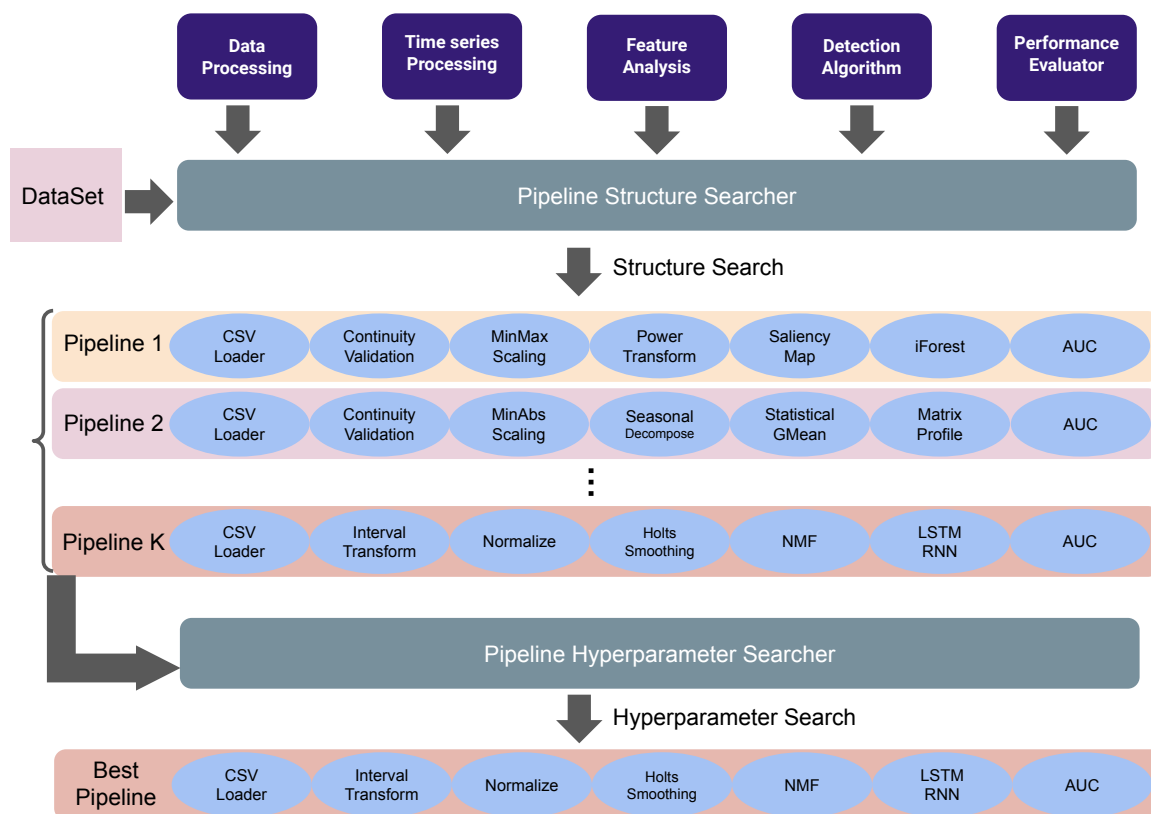 Data
Processing
Time series
Processing
Feature
Analysis
Detection
Algorithm
Performance
Evaluator
DataSet
Pipeline Structure Searcher
Structure Search
Pipeline 1
CSV
Loader
Continuity
Validation
MinMax
Scaling
Power
Transform
Saliency
Map
iForest
AUC
Pipeline 2
CSV
Loader
Continuity
Validation
MinAbs
Scaling
Seasonal
Decompose
Statistical
GMean
Matrix
Profile
AUC
Pipeline K
CSV
Loader
Interval
Transform
Normalize
Holts
Smoothing
NMF
LSTM
RNN
AUC
Pipeline Hyperparameter Searcher
Hyperparameter Search
Best
Pipeline
CSV
Loader
Interval
Transform
Normalize
Holts
Smoothing
NMF
LSTM
RNN
AUC